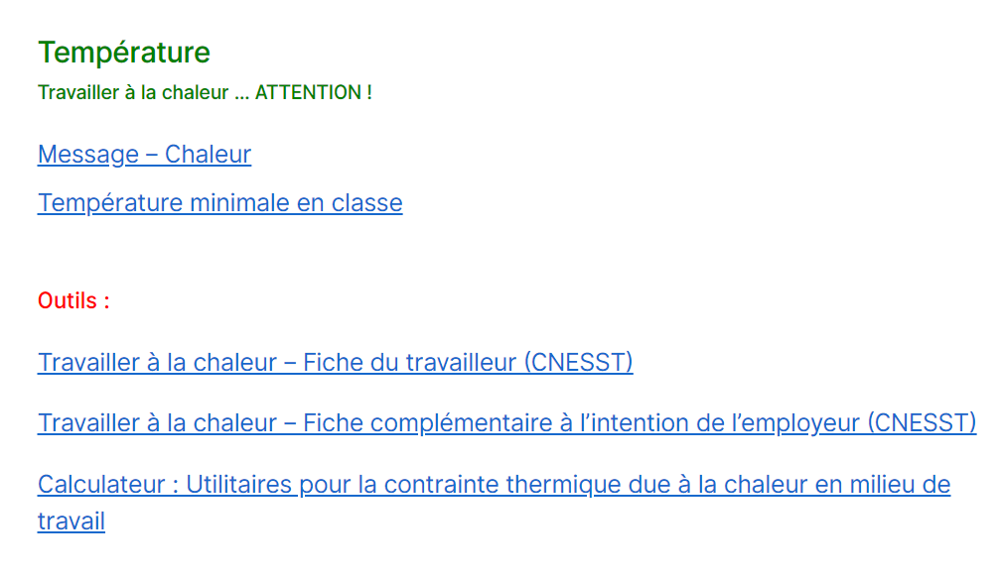 Température
Travailler à la chaleur ... ATTENTION !
Message – Chaleur
Température minimale en classe
Outils :
Travailler à la chaleur – Fiche du travailleur (CNESST)
Travailler à la chaleur – Fiche complémentaire à l’intention de l’employeur (CNESST)
Calculateur : Utilitaires pour la contrainte thermique due à la chaleur en milieu de
travail